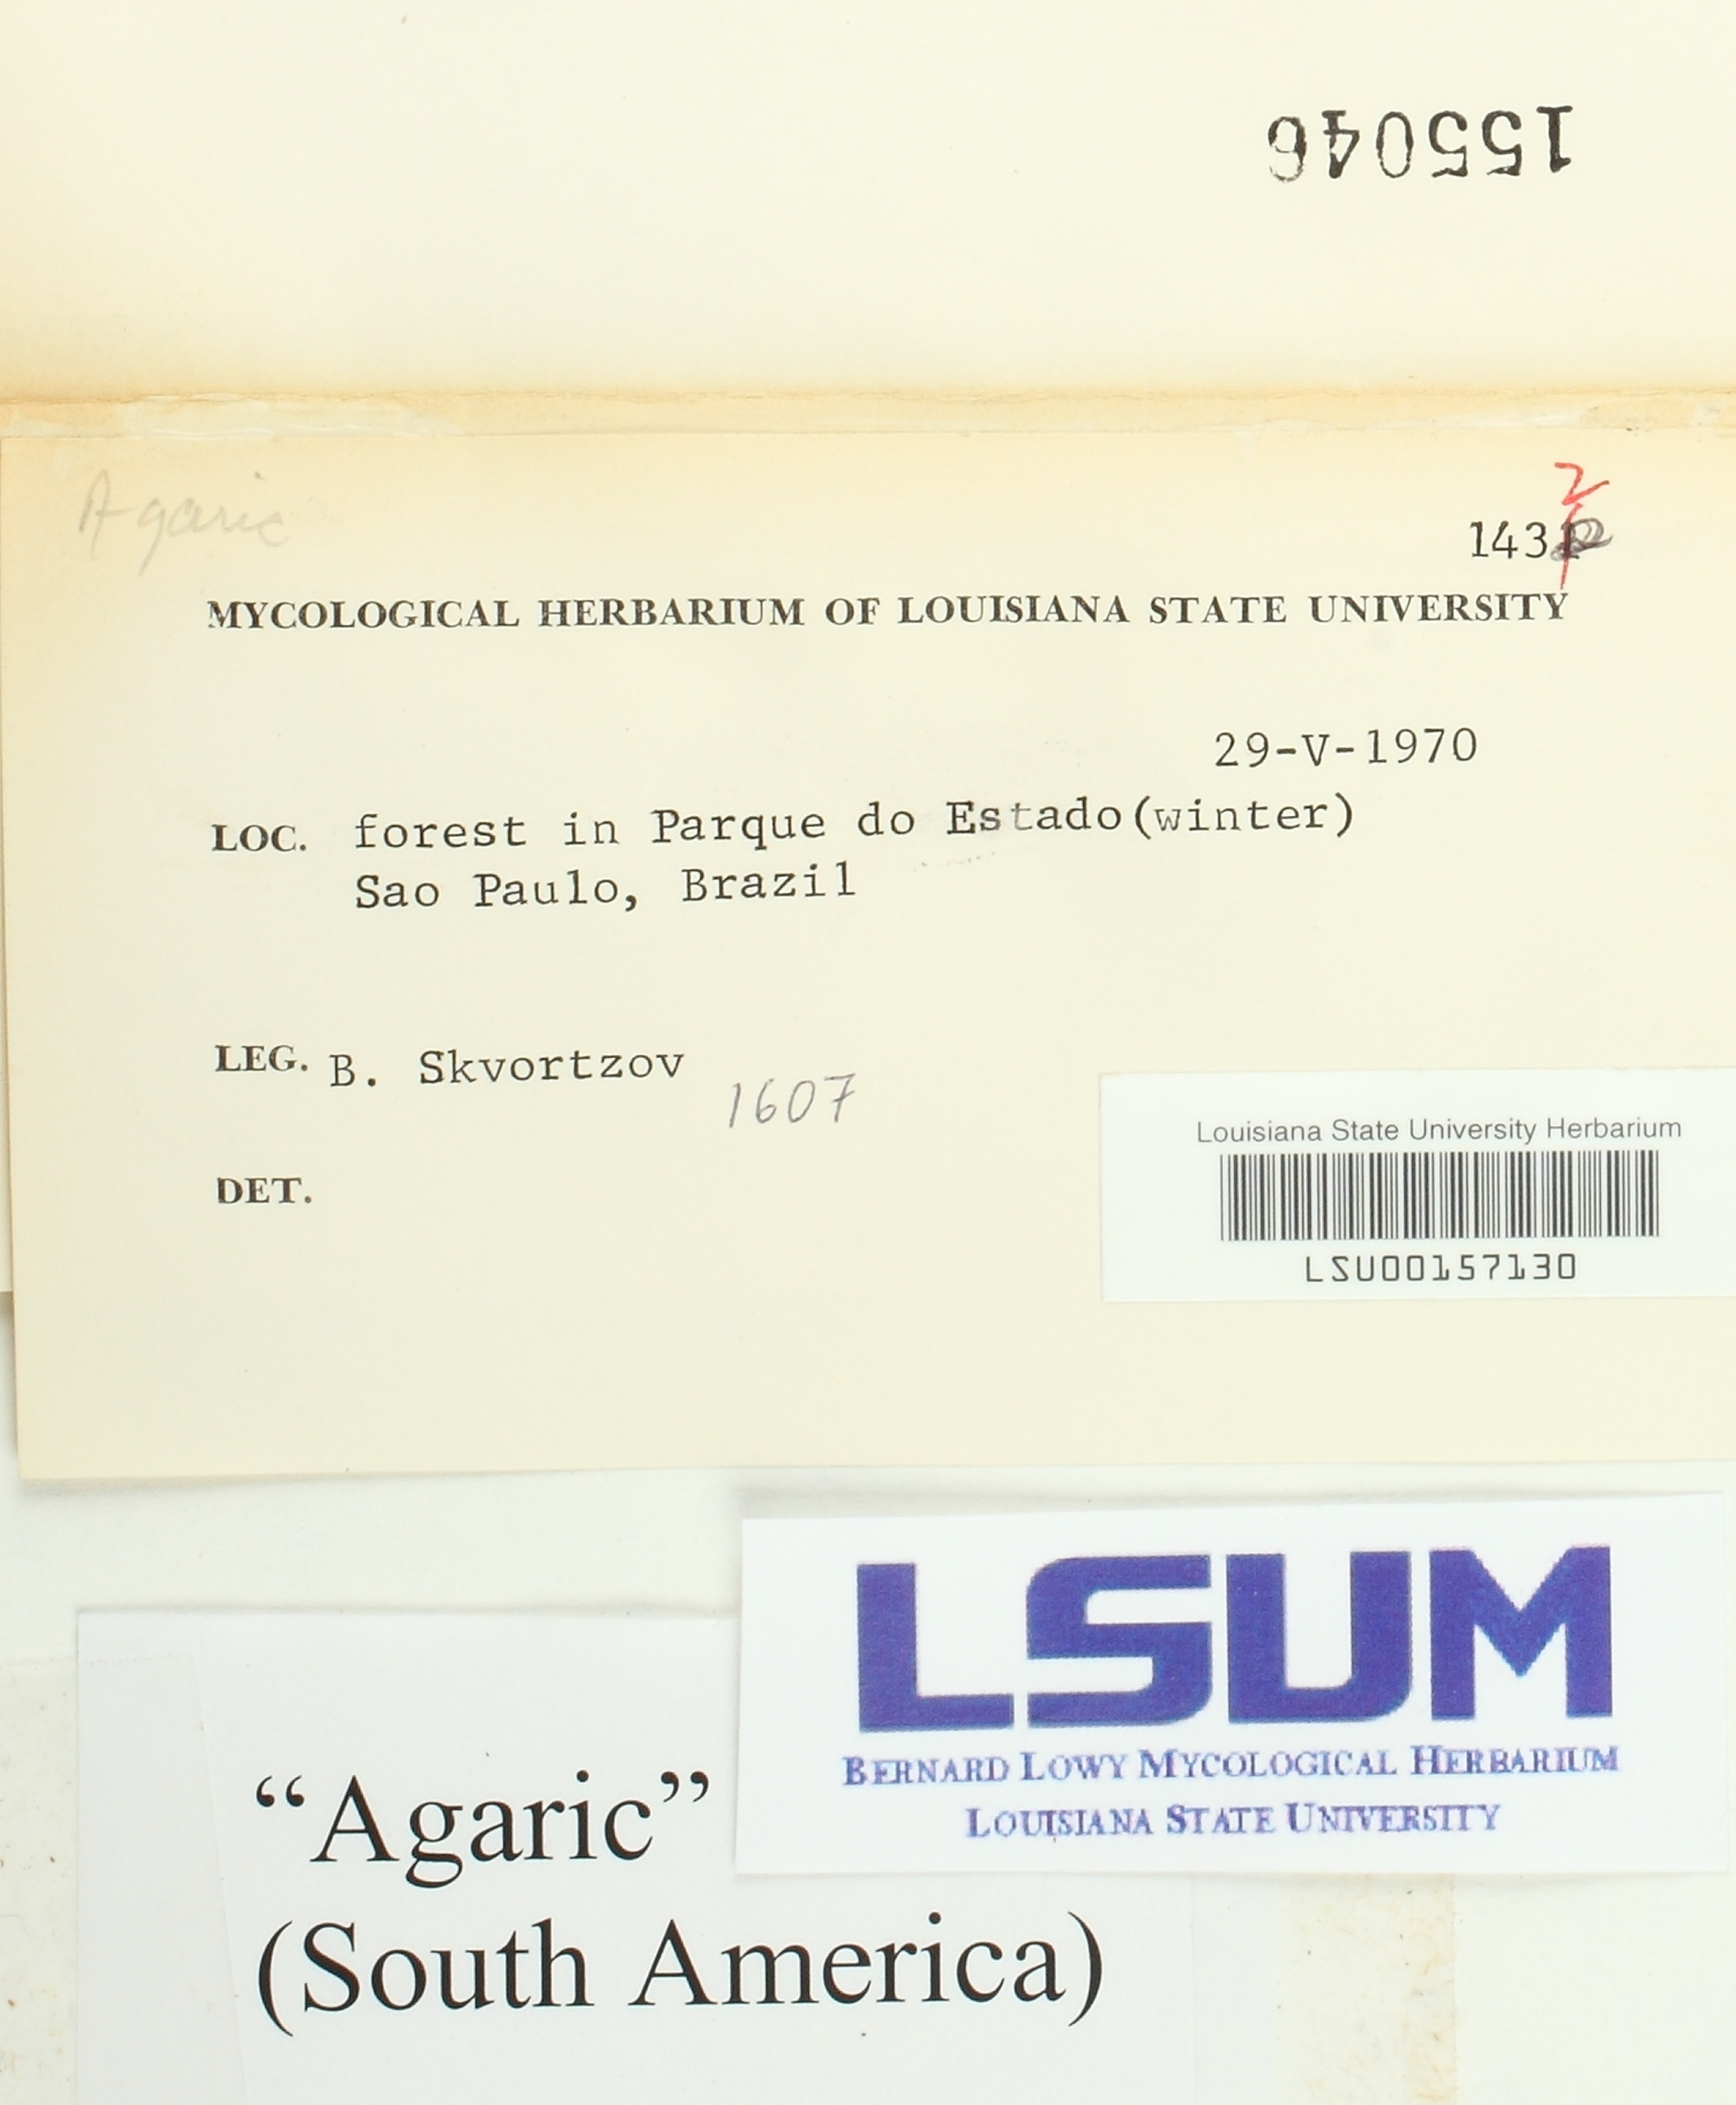 155046
Agaric
2
143
MYCOLOGICAL HERBARIUM OF LOUISIANA STATE UNIVERSITY
29-V-1970
LOC. forest in Parque do Estado(winter)
Sao Paulo, Brazil
LEG. B. Skvortzov
1607
DET.
Louisiana State University Herbarium
LSU00157130
LSUM
BERNARD LOWY MYCOLOGICAL HERBARIUM
LOUISIANA STATE UNIVERSITY
“Agaric”
(South America)